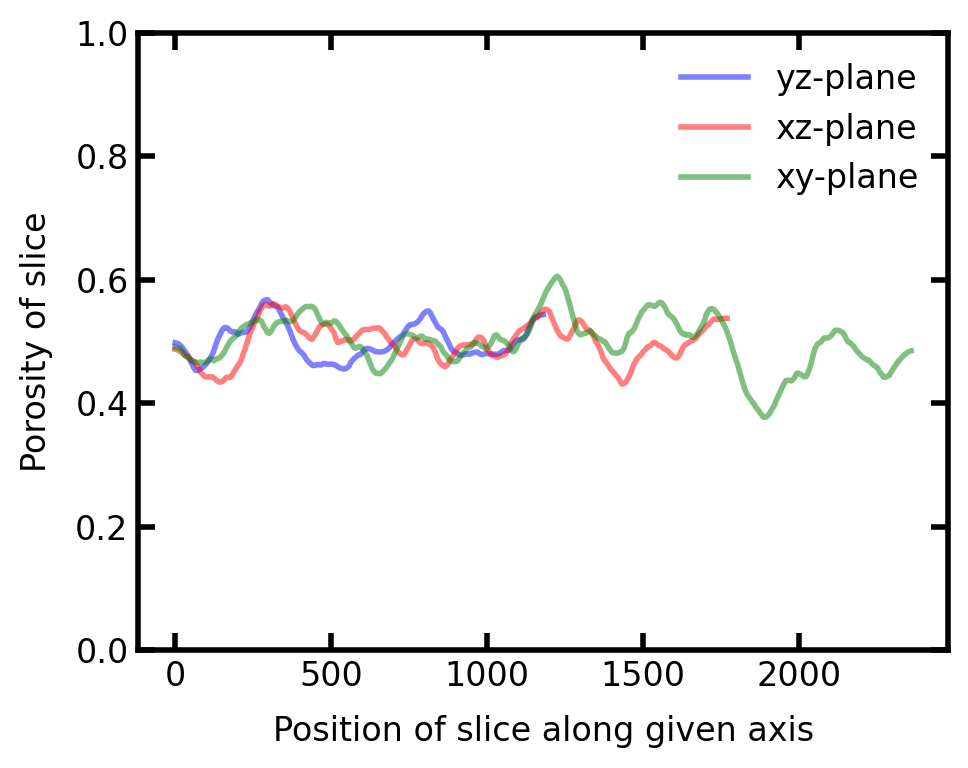 1.0
0.8
0.6
0.4
0.2
0.0
Porosity of slice
yz-plane
xz-plane
xy-plane
0 500 1000 1500 2000
Position of slice along given axis